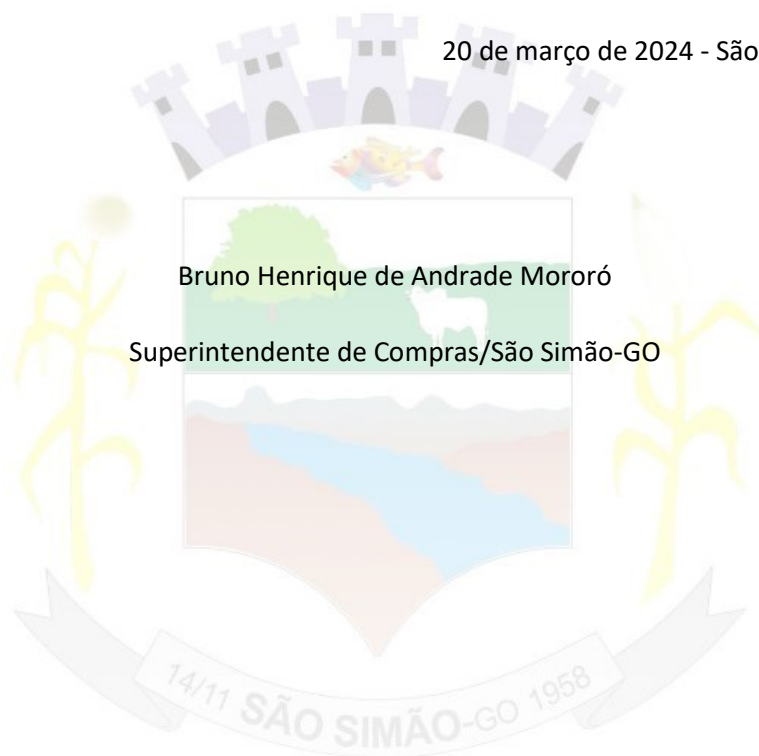 20 de março de 2024 - São
Bruno Henrique de Andrade Mororó
Superintendente de Compras/São Simão-GO
14/11 SÃO SIMÃO-GO 1958